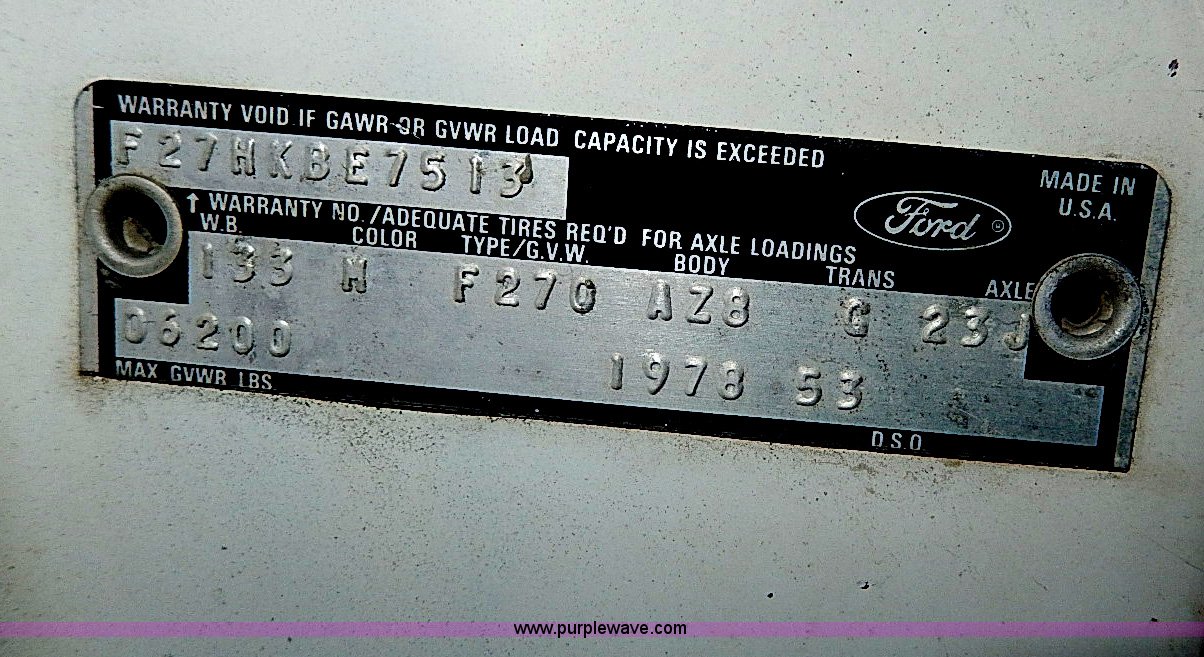 WARRANTY VOID IF GAWR OR GVWR LOAD CAPACITY IS EXCEEDED
F27HKBE7513
MADE IN
U.S.A.
Ford
↑ WARRANTY NO./ADEQUATE TIRES REQ'D FOR AXLE LOADINGS
W.B. COLOR TYPE/G.V.W. BODY TRANS AXLE
133 M F270 AZ8 G 23J
06200 1978 53
MAX GVWR LBS. D.S.O.
www.purplewave.com